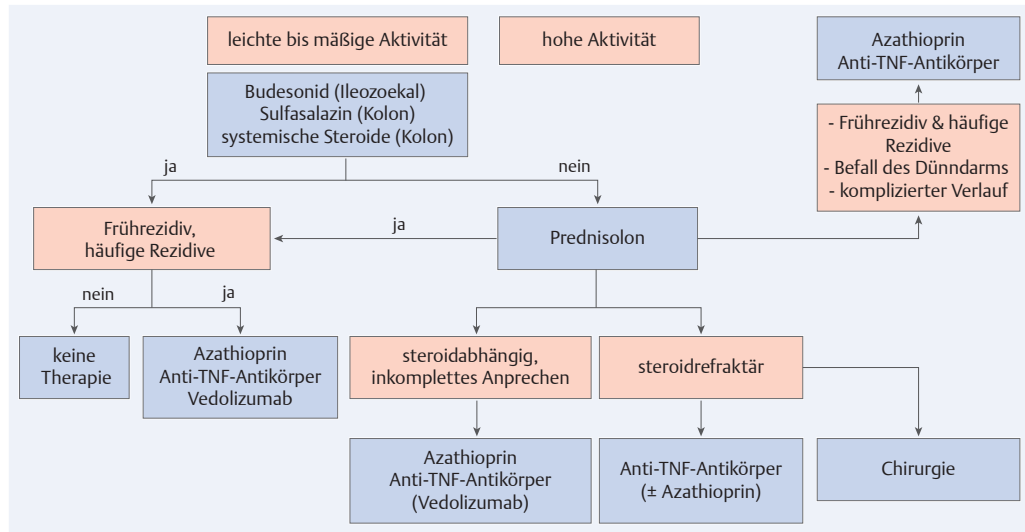 leichte bis mäßige Aktivität
hohe Aktivität
Azathioprin
Anti-TNF-Antikörper
Budesonid (Ileozoekal)
Sulfasalazin (Kolon)
systemische Steroide (Kolon)
- Frührezidiv & häufige
Rezidive
- Befall des Dünndarms
- komplizierter Verlauf
ja
nein
Frührezidiv,
häufige Rezidive
ja
Prednisolon
nein
ja
keine
Therapie
Azathioprin
Anti-TNF-Antikörper
Vedolizumab
steroidabhängig,
inkomplettes Anprechen
steroidrefraktär
Azathioprin
Anti-TNF-Antikörper
(Vedolizumab)
Anti-TNF-Antikörper
(± Azathioprin)
Chirurgie